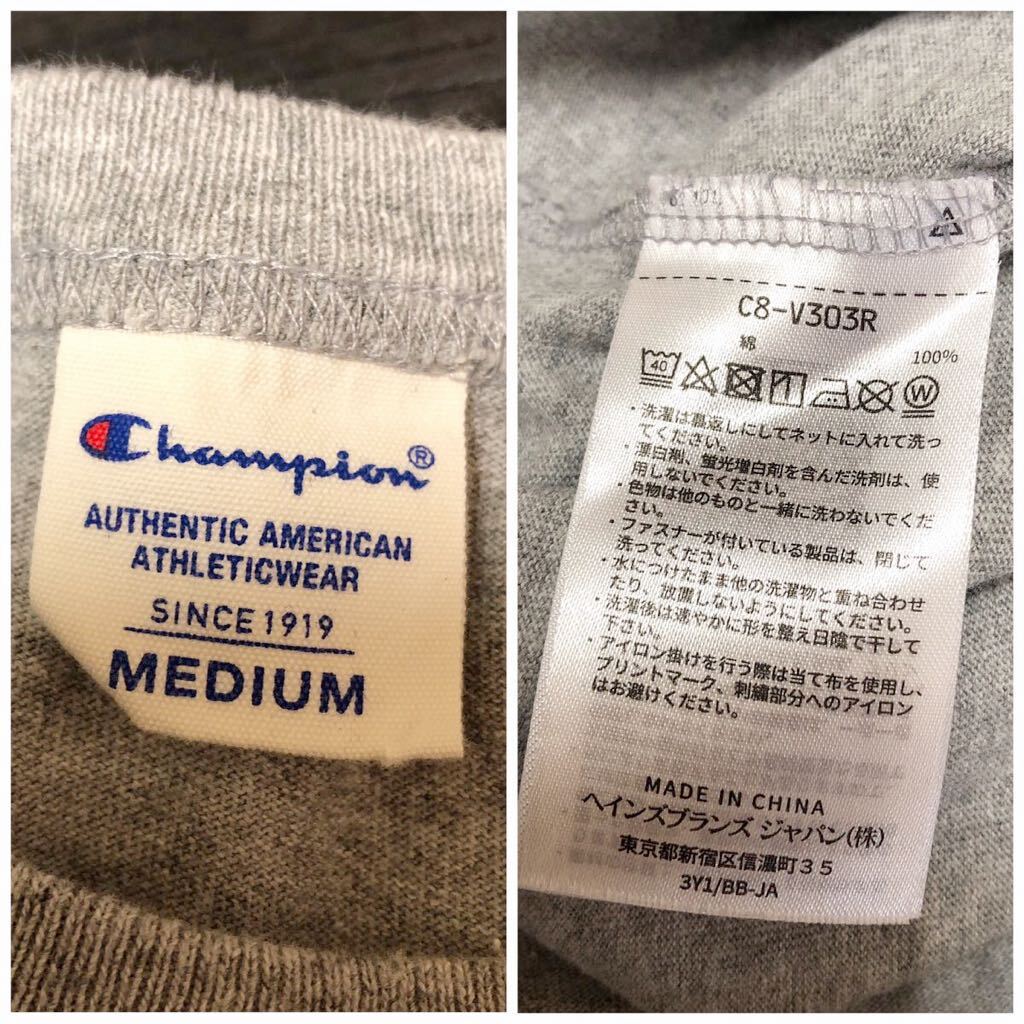 Champion®
AUTHENTIC AMERICAN
ATHLETICWEAR
SINCE 1919
MEDIUM
C8-V303R
綿
100%
40
W
・洗濯は裏返しにしてネットに入れて洗っ
てください。
・漂白剤、蛍光増白剤を含んだ洗剤は、使
用しないでください。
・色物は他のものと一緒に洗わないでくだ
さい。
・ファスナーが付いている製品は、閉じて
洗ってください。
・水につけたまま他の洗濯物と重ね合わせ
たり、放置しないようにしてください。
・洗濯後は速やかに形を整え日陰で干して
下さい。
・アイロン掛けを行う際は当て布を使用し、
プリントマーク、刺繍部分へのアイロン
はお避けください。
MADE IN CHINA
ヘインズブランズ ジャパン(株)
東京都新宿区信濃町35
3Y1/BB-JA